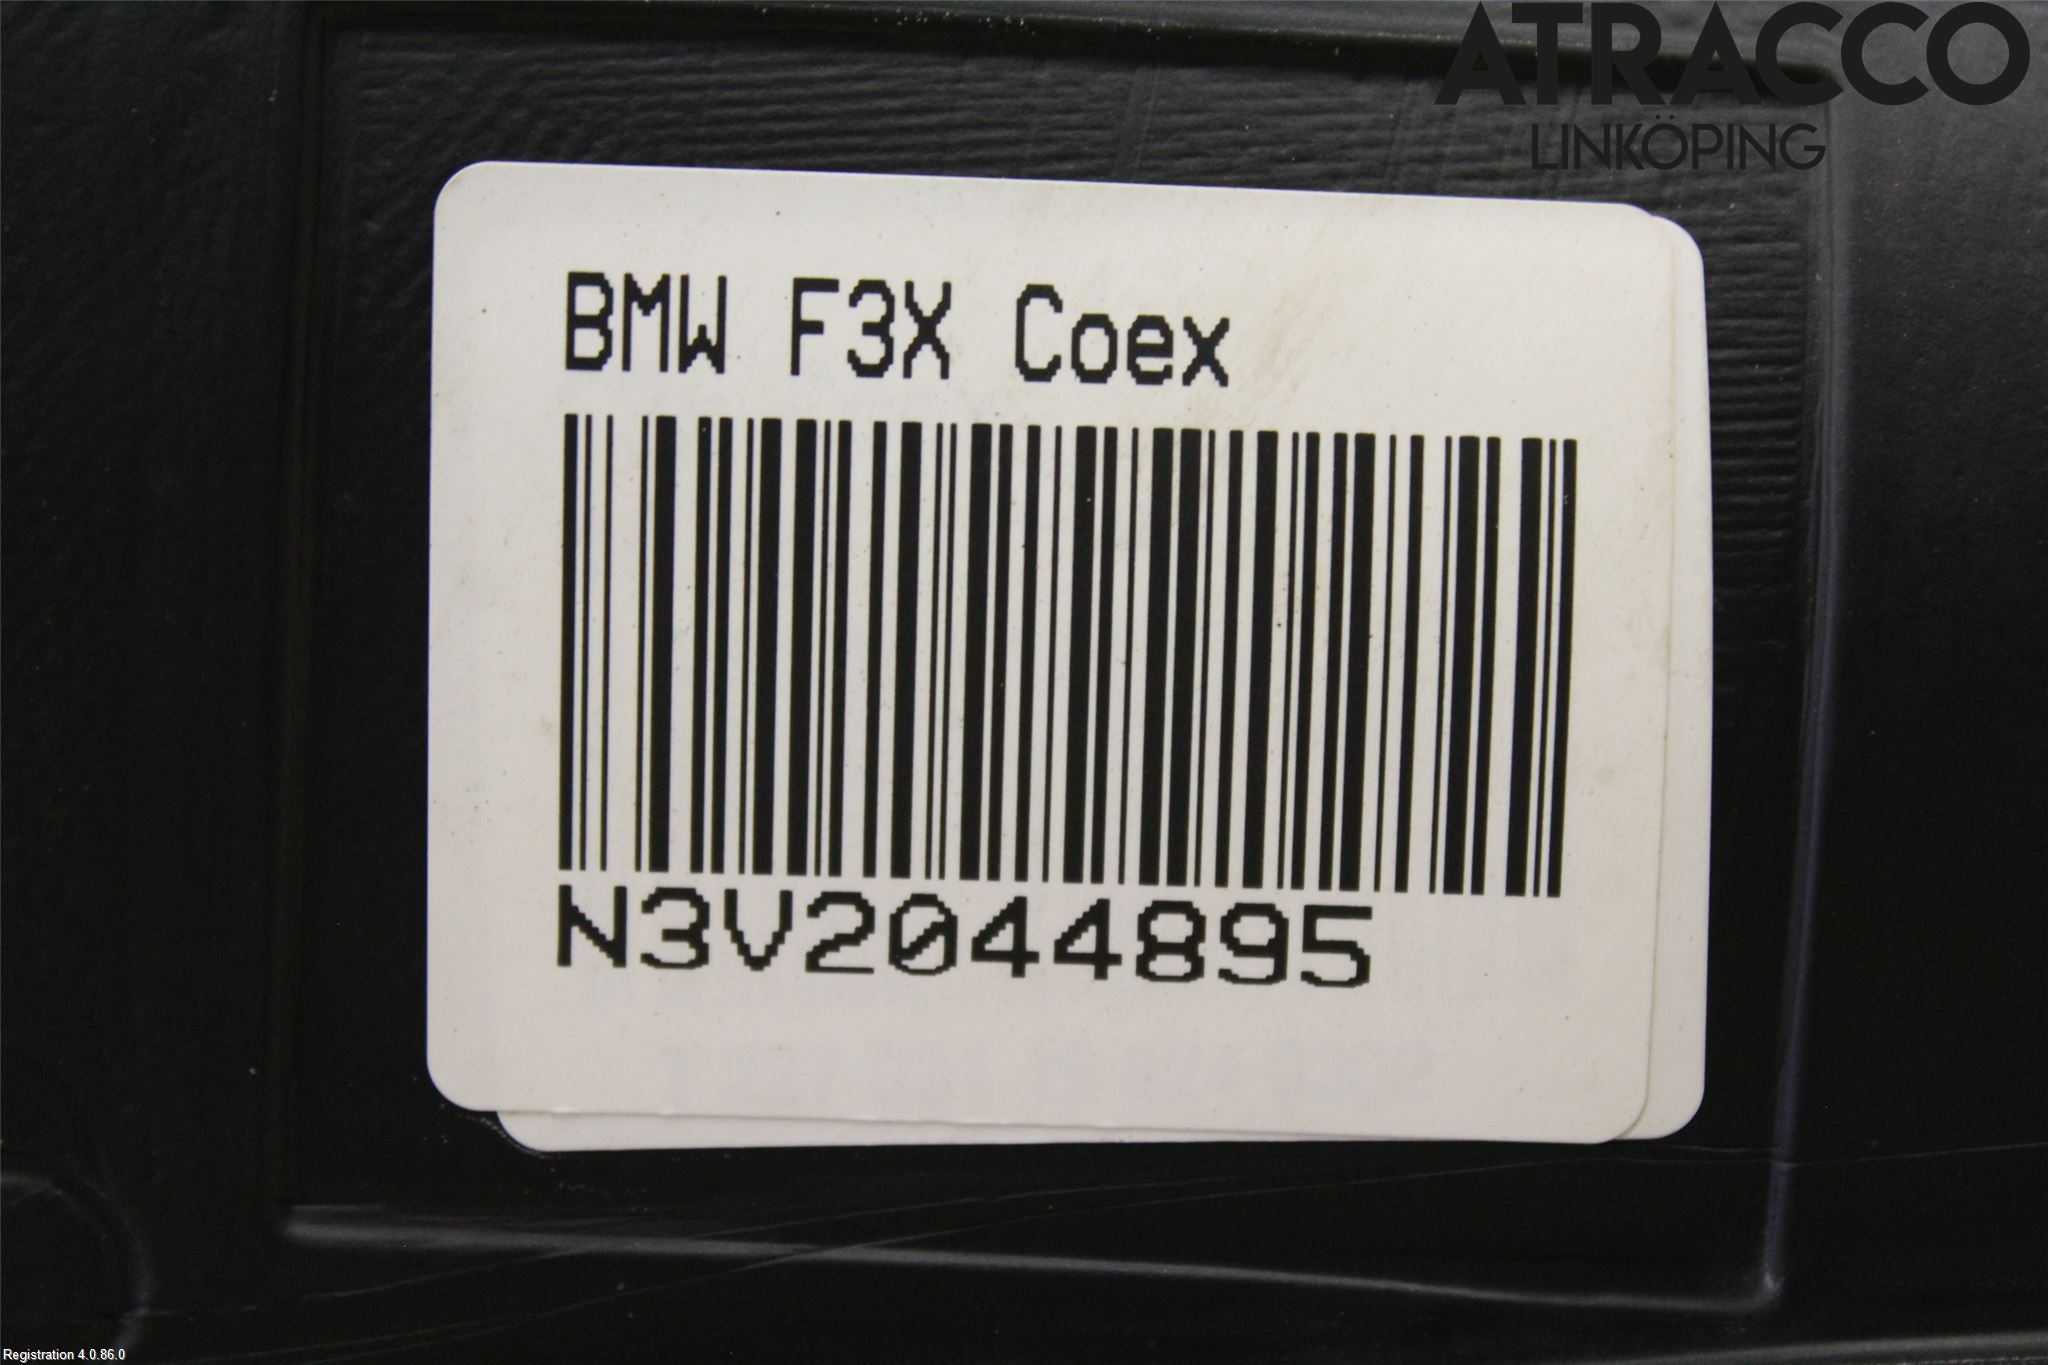 ATRACCO
LINKÖPING
BMW F3X Coex
N3V2044895
Registration 4.0.86.0